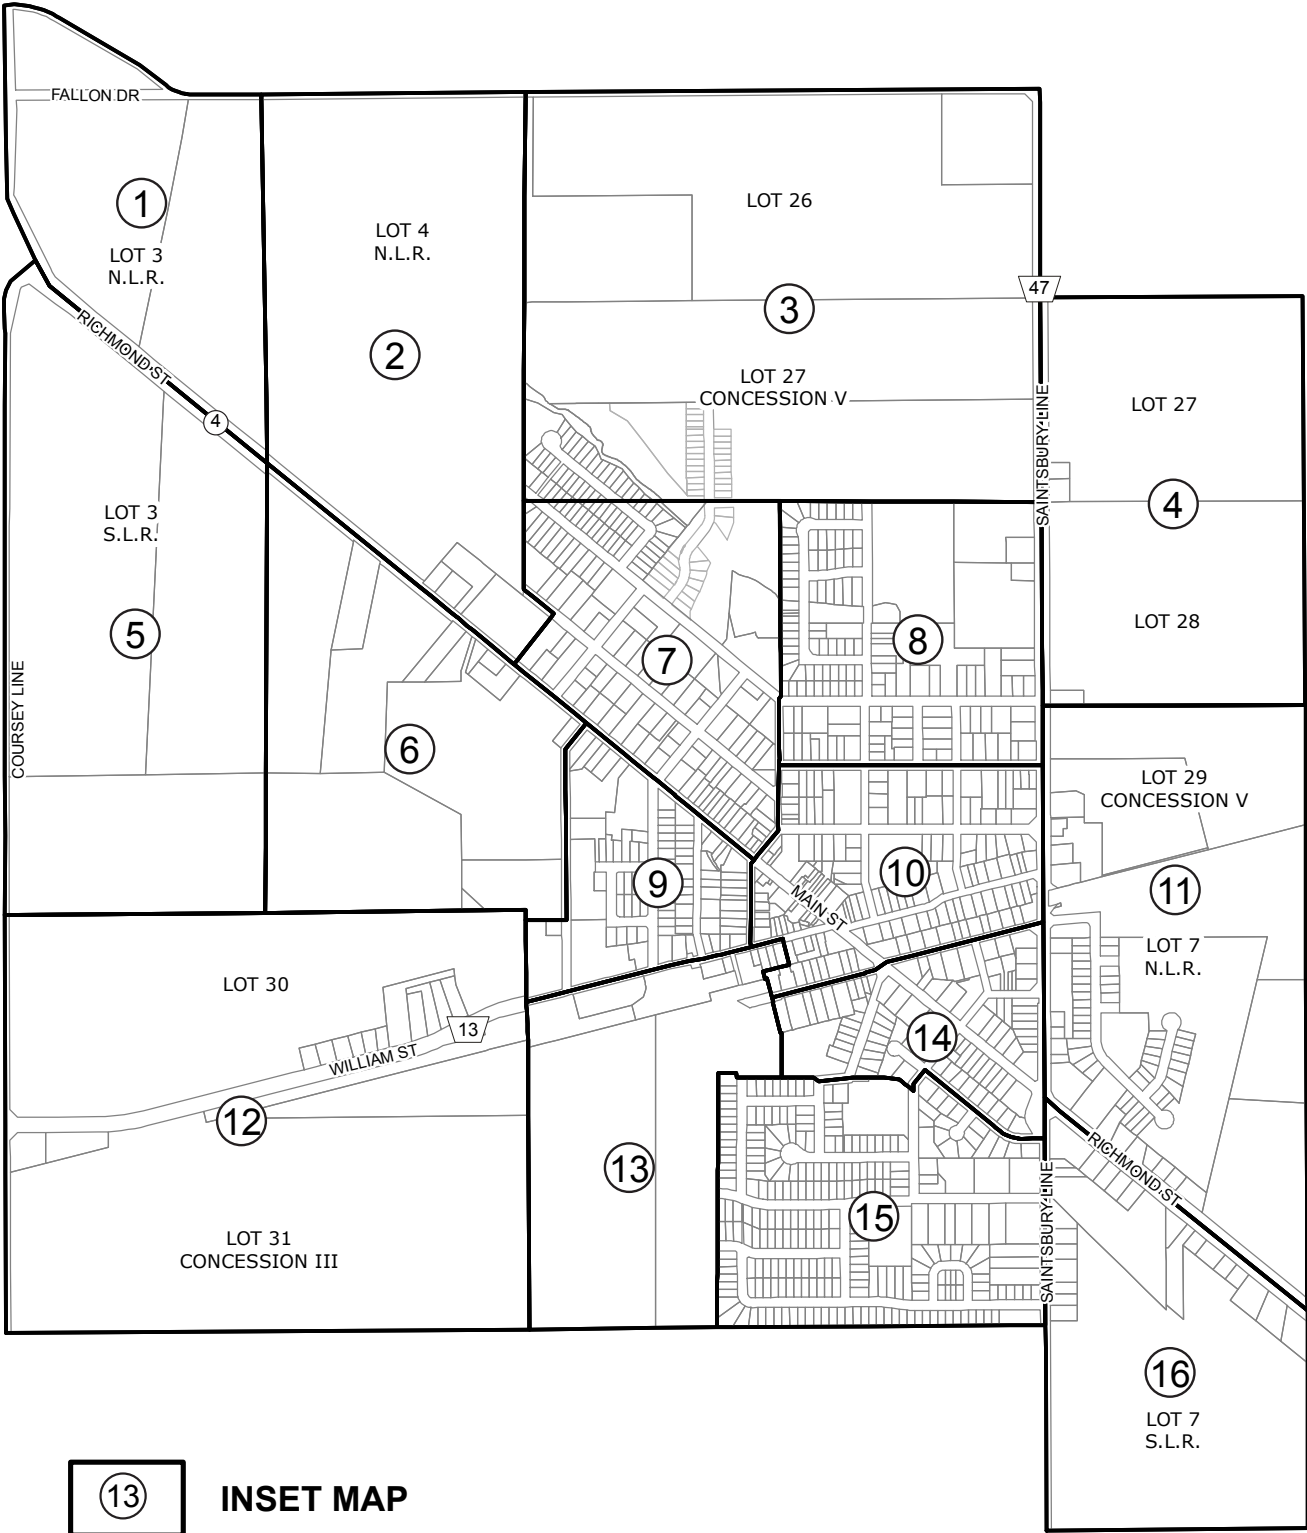 FALLON DR
1
LOT 3
N.L.R.
LOT 4
N.L.R.
2
LOT 26
47
3
LOT 27
CONCESSION V
LOT 27
RICHMOND ST
4
SAINTSBURY LINE
4
LOT 3
S.L.R.
5
LOT 28
7
8
COURSEY LINE
6
LOT 29
CONCESSION V
9
10
11
MAIN ST
LOT 7
N.L.R.
LOT 30
13
WILLIAM ST
14
12
13
RICHMOND ST
15
SAINTSBURY LINE
LOT 31
CONCESSION III
16
LOT 7
S.L.R.
13
INSET MAP